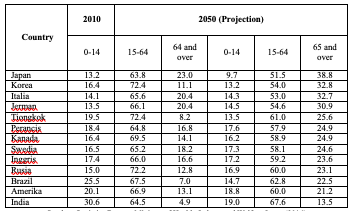 Country 2010 2050 (Projection)
0-14 15-64 64 and over 0-14 15-64 65 and over
Japan 13.2 63.8 23.0 9.7 51.5 38.8
Korea 16.4 72.4 11.1 13.2 54.0 32.8
Italia 14.1 65.6 20.4 14.3 53.0 32.7
Jerman 13.5 66.1 20.4 14.5 54.6 30.9
Tiongkok 19.5 72.4 8.2 13.5 61.0 25.6
Perancis 18.4 64.8 16.8 17.6 57.9 24.9
Kanada 16.4 69.5 14.1 16.2 58.9 24.9
Swedia 16.5 65.2 18.2 17.3 58.1 24.6
Inggris 17.4 66.0 16.6 17.2 59.2 23.6
Rusia 15.0 72.2 12.8 16.9 60.0 23.1
Brazil 25.5 67.5 7.0 14.7 62.8 22.5
Amerika 20.1 66.9 13.1 18.8 60.0 21.2
India 30.6 64.5 4.9 19.0 67.6 13.5